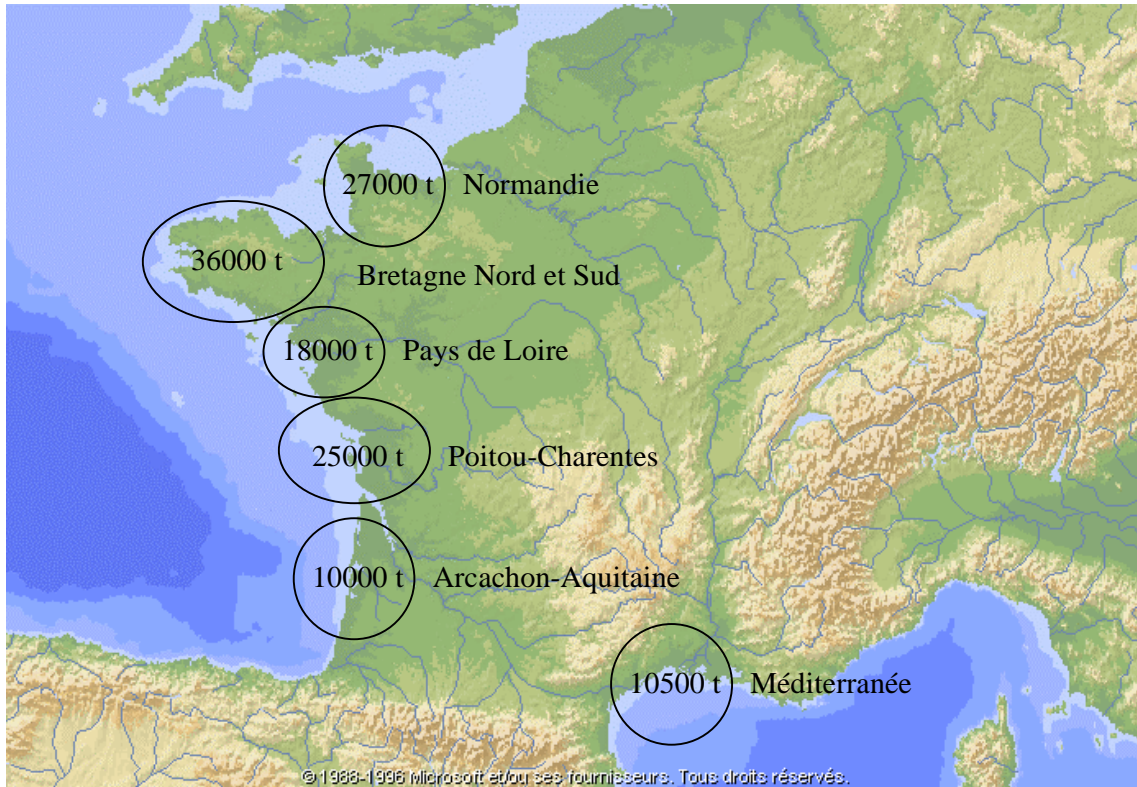 27000 t Normandie
36000 t
Bretagne Nord et Sud
18000 t Pays de Loire
25000 t Poitou-Charentes
10000 t Arcachon-Aquitaine
10500 t Méditerranée
© 1988-1996 Microsoft et/ou ses fournisseurs. Tous droits réservés.